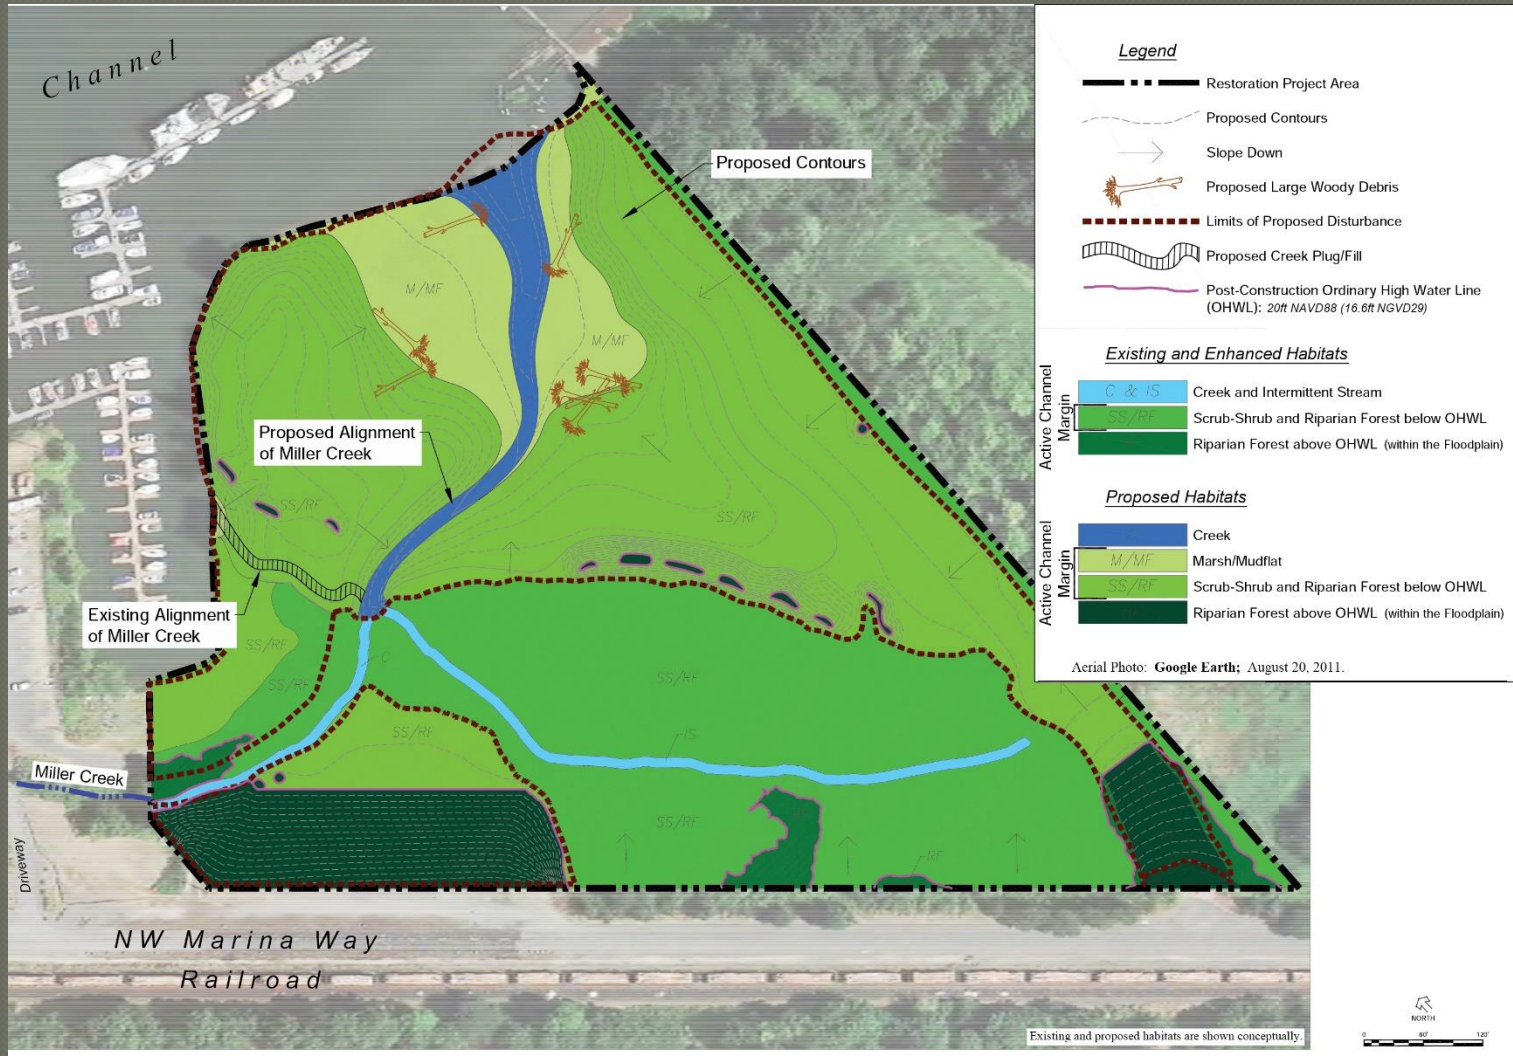 Channel
Proposed Contours
M/MF
M/MF
Proposed Alignment
of Miller Creek
SS/RF
SS/RF
Existing Alignment
of Miller Creek
SS/RF
SS/RF
C
SS/RF
SS/RF
IS
SS/RF
RF
Miller Creek
Driveway
NW Marina Way
Railroad
Legend
Restoration Project Area
Proposed Contours
Slope Down
Proposed Large Woody Debris
Limits of Proposed Disturbance
Proposed Creek Plug/Fill
Post-Construction Ordinary High Water Line
(OHWL): 20ft NAVD88 (16.6ft NGVD29)
Existing and Enhanced Habitats
Active Channel
Margin
C & IS Creek and Intermittent Stream
SS/RF Scrub-Shrub and Riparian Forest below OHWL
Riparian Forest above OHWL (within the Floodplain)
Proposed Habitats
Active Channel
Margin
Creek
M/MF Marsh/Mudflat
SS/RF Scrub-Shrub and Riparian Forest below OHWL
Riparian Forest above OHWL (within the Floodplain)
Aerial Photo: Google Earth; August 20, 2011.
Existing and proposed habitats are shown conceptually.
NORTH
0 60' 120'